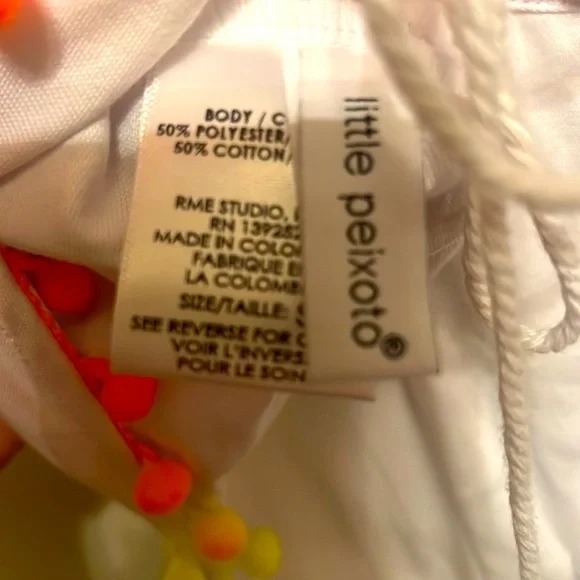 BODY / C
50% POLYESTER/
50% COTTON/
RME STUDIO,
RN 139252
MADE IN COLO
FABRIQUE E
LA COLOMB
SIZE/TAILLE:
SEE REVERSE FOR C
VOIR L'INVERS
POUR LE SOIN
little peixoto®